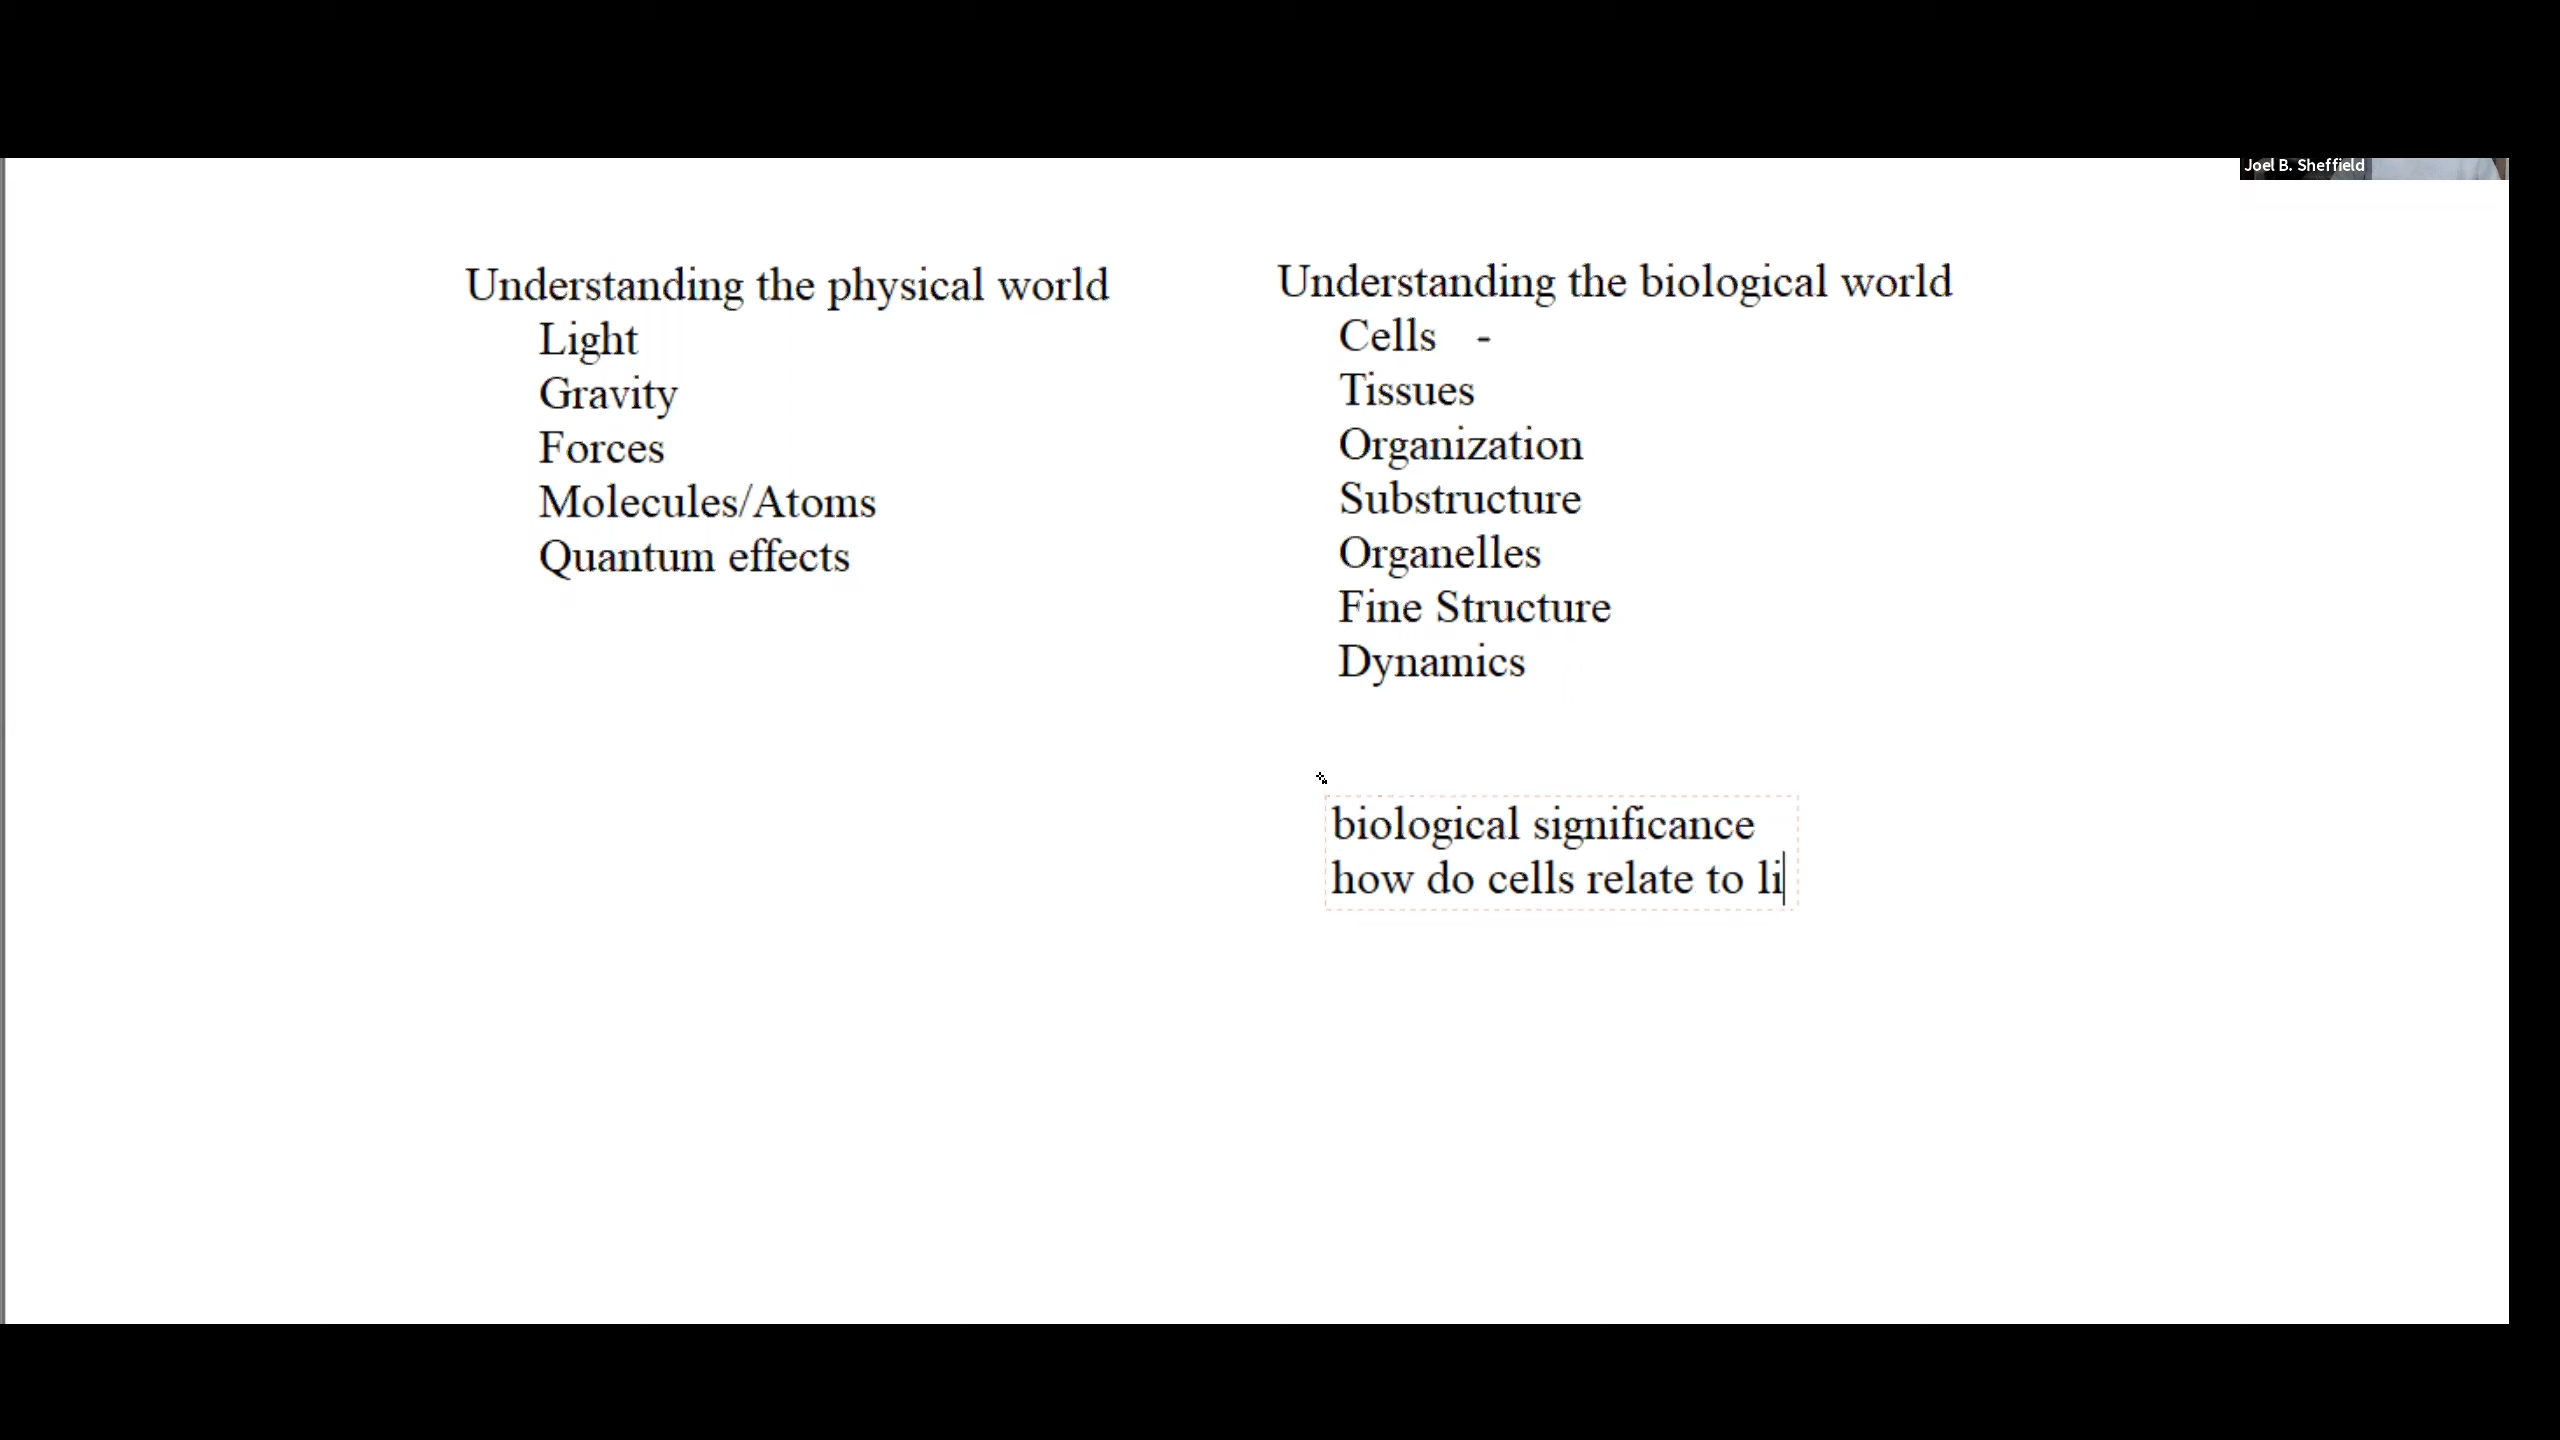 Joel B. Sheffield
Understanding the physical world
Light
Gravity
Forces
Molecules/Atoms
Quantum effects
Understanding the biological world
Cells -
Tissues
Organization
Substructure
Organelles
Fine Structure
Dynamics
biological significance
how do cells relate to li